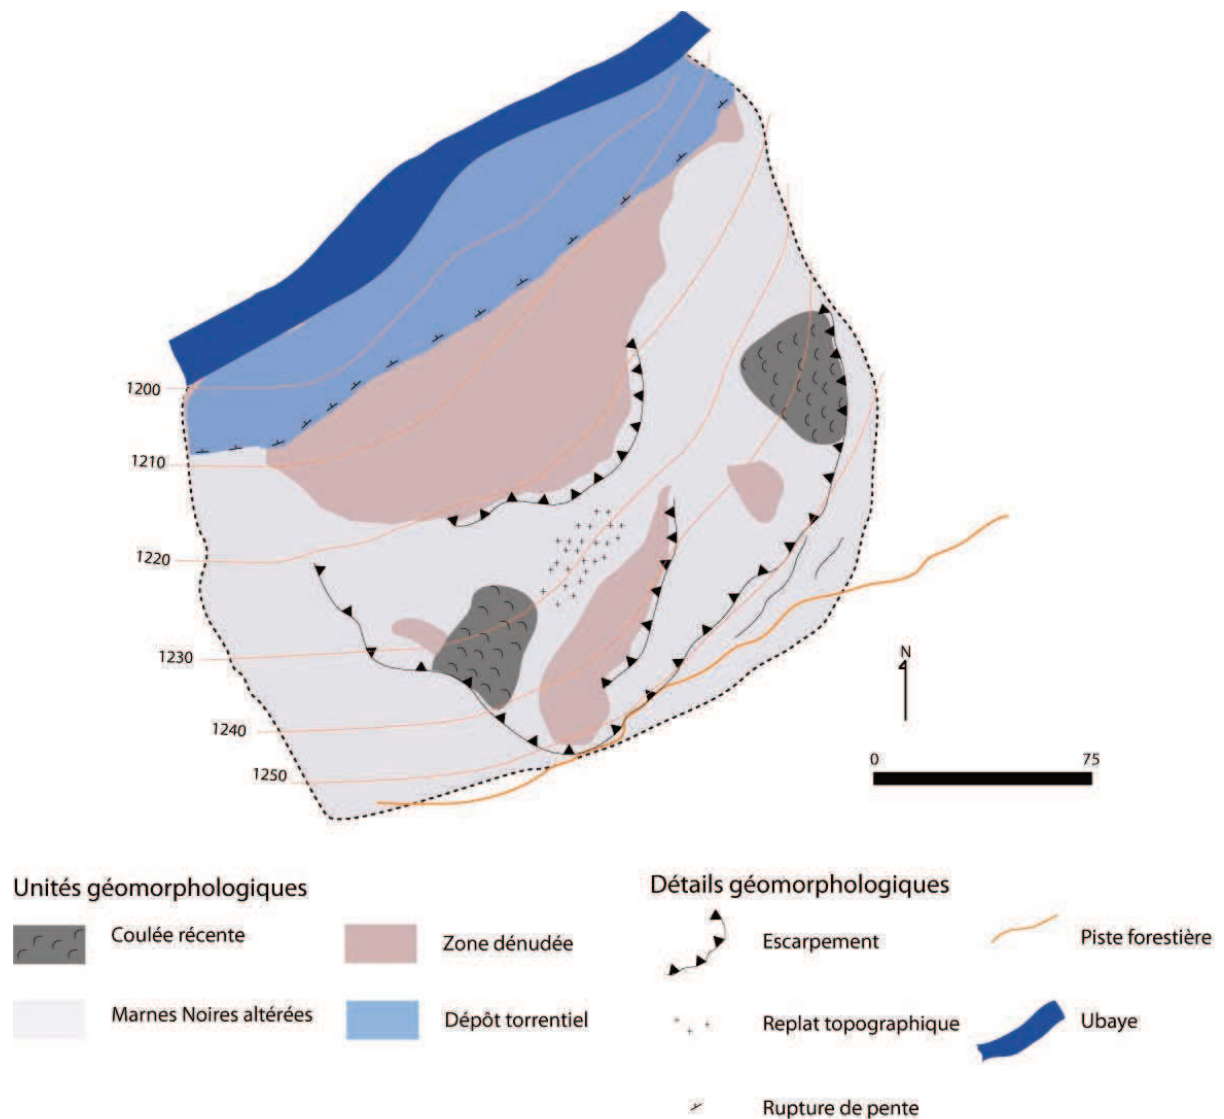 1200
1210
1220
1230
1240
1250
N
0 75
Unités géomorphologiques
Coulée récente
Zone dénudée
Marnes Noires altérées
Dépôt torrentiel
Détails géomorphologiques
Escarpement
Piste forestière
Replat topographique
Ubaye
Rupture de pente